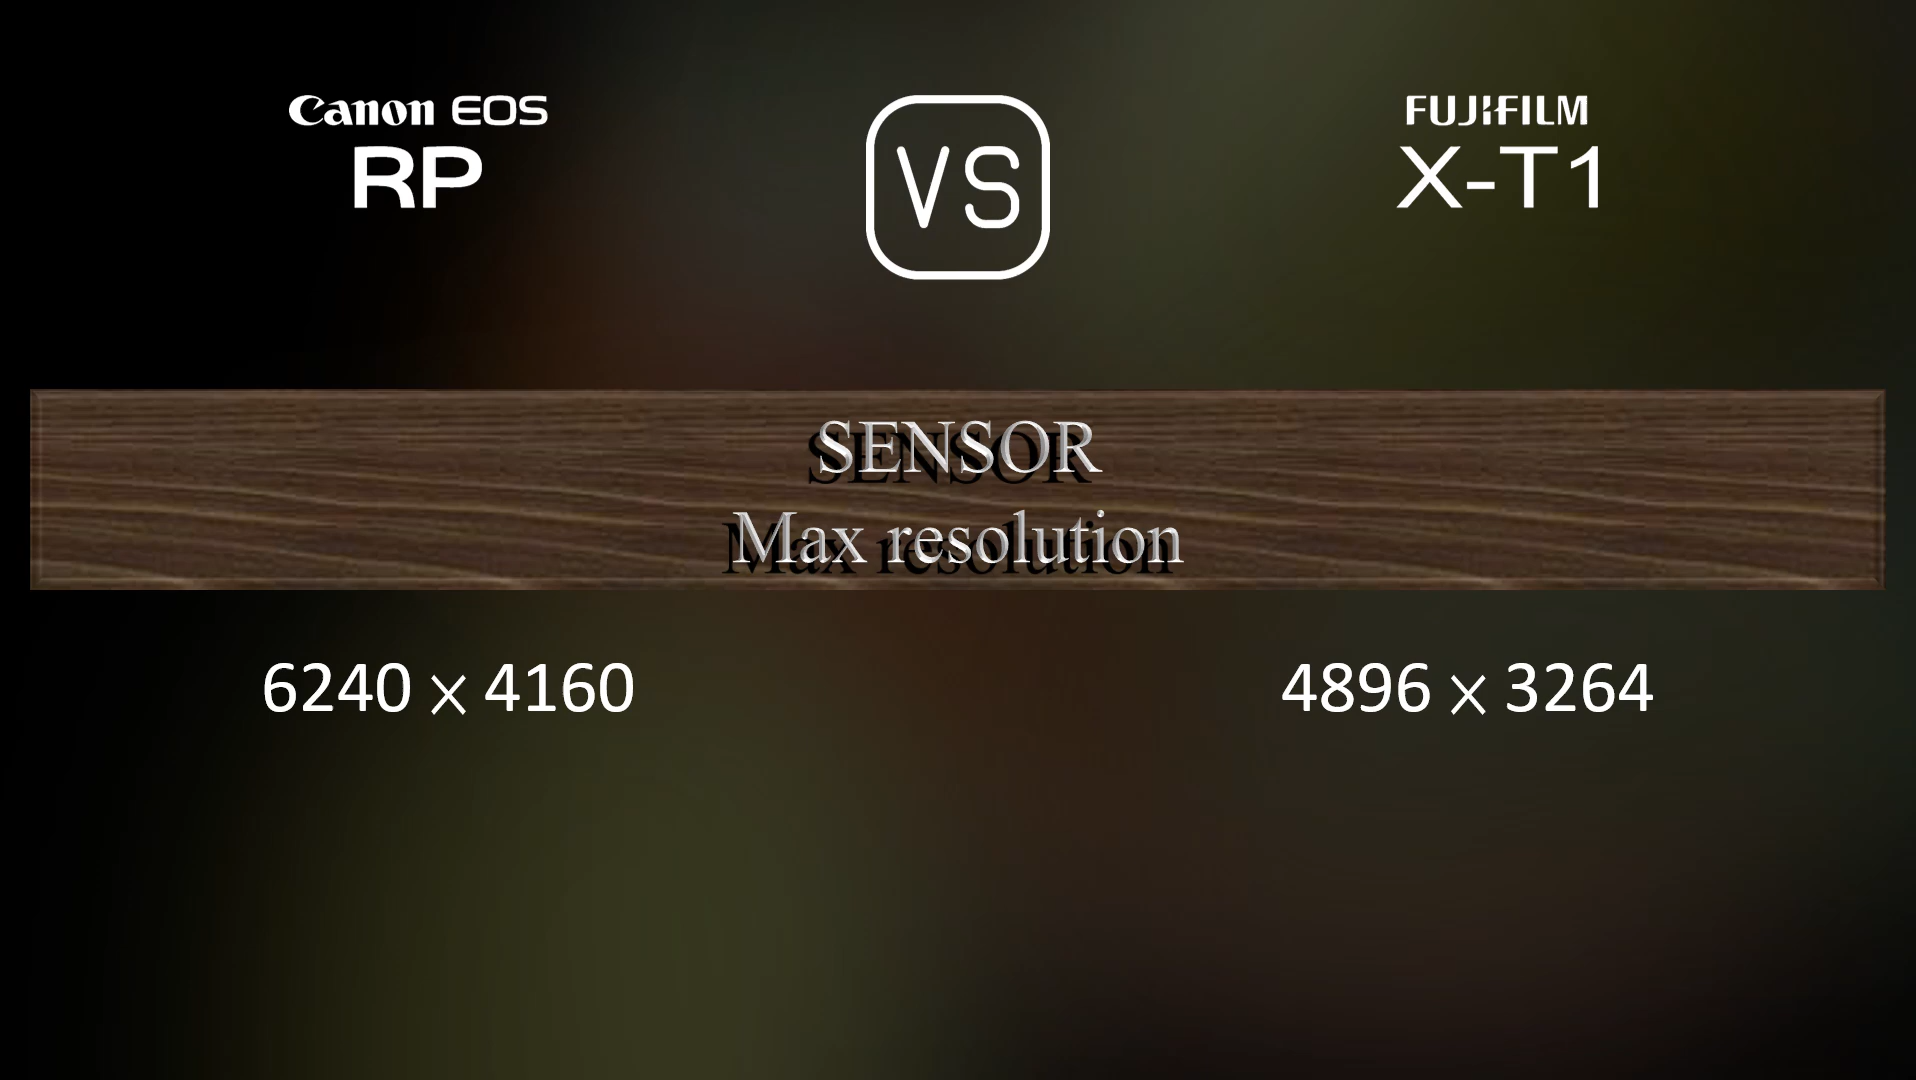 Canon EOS
RP
VS
FUJIFILM
X-T1
SENSOR
Max resolution
6240 x 4160
4896 x 3264